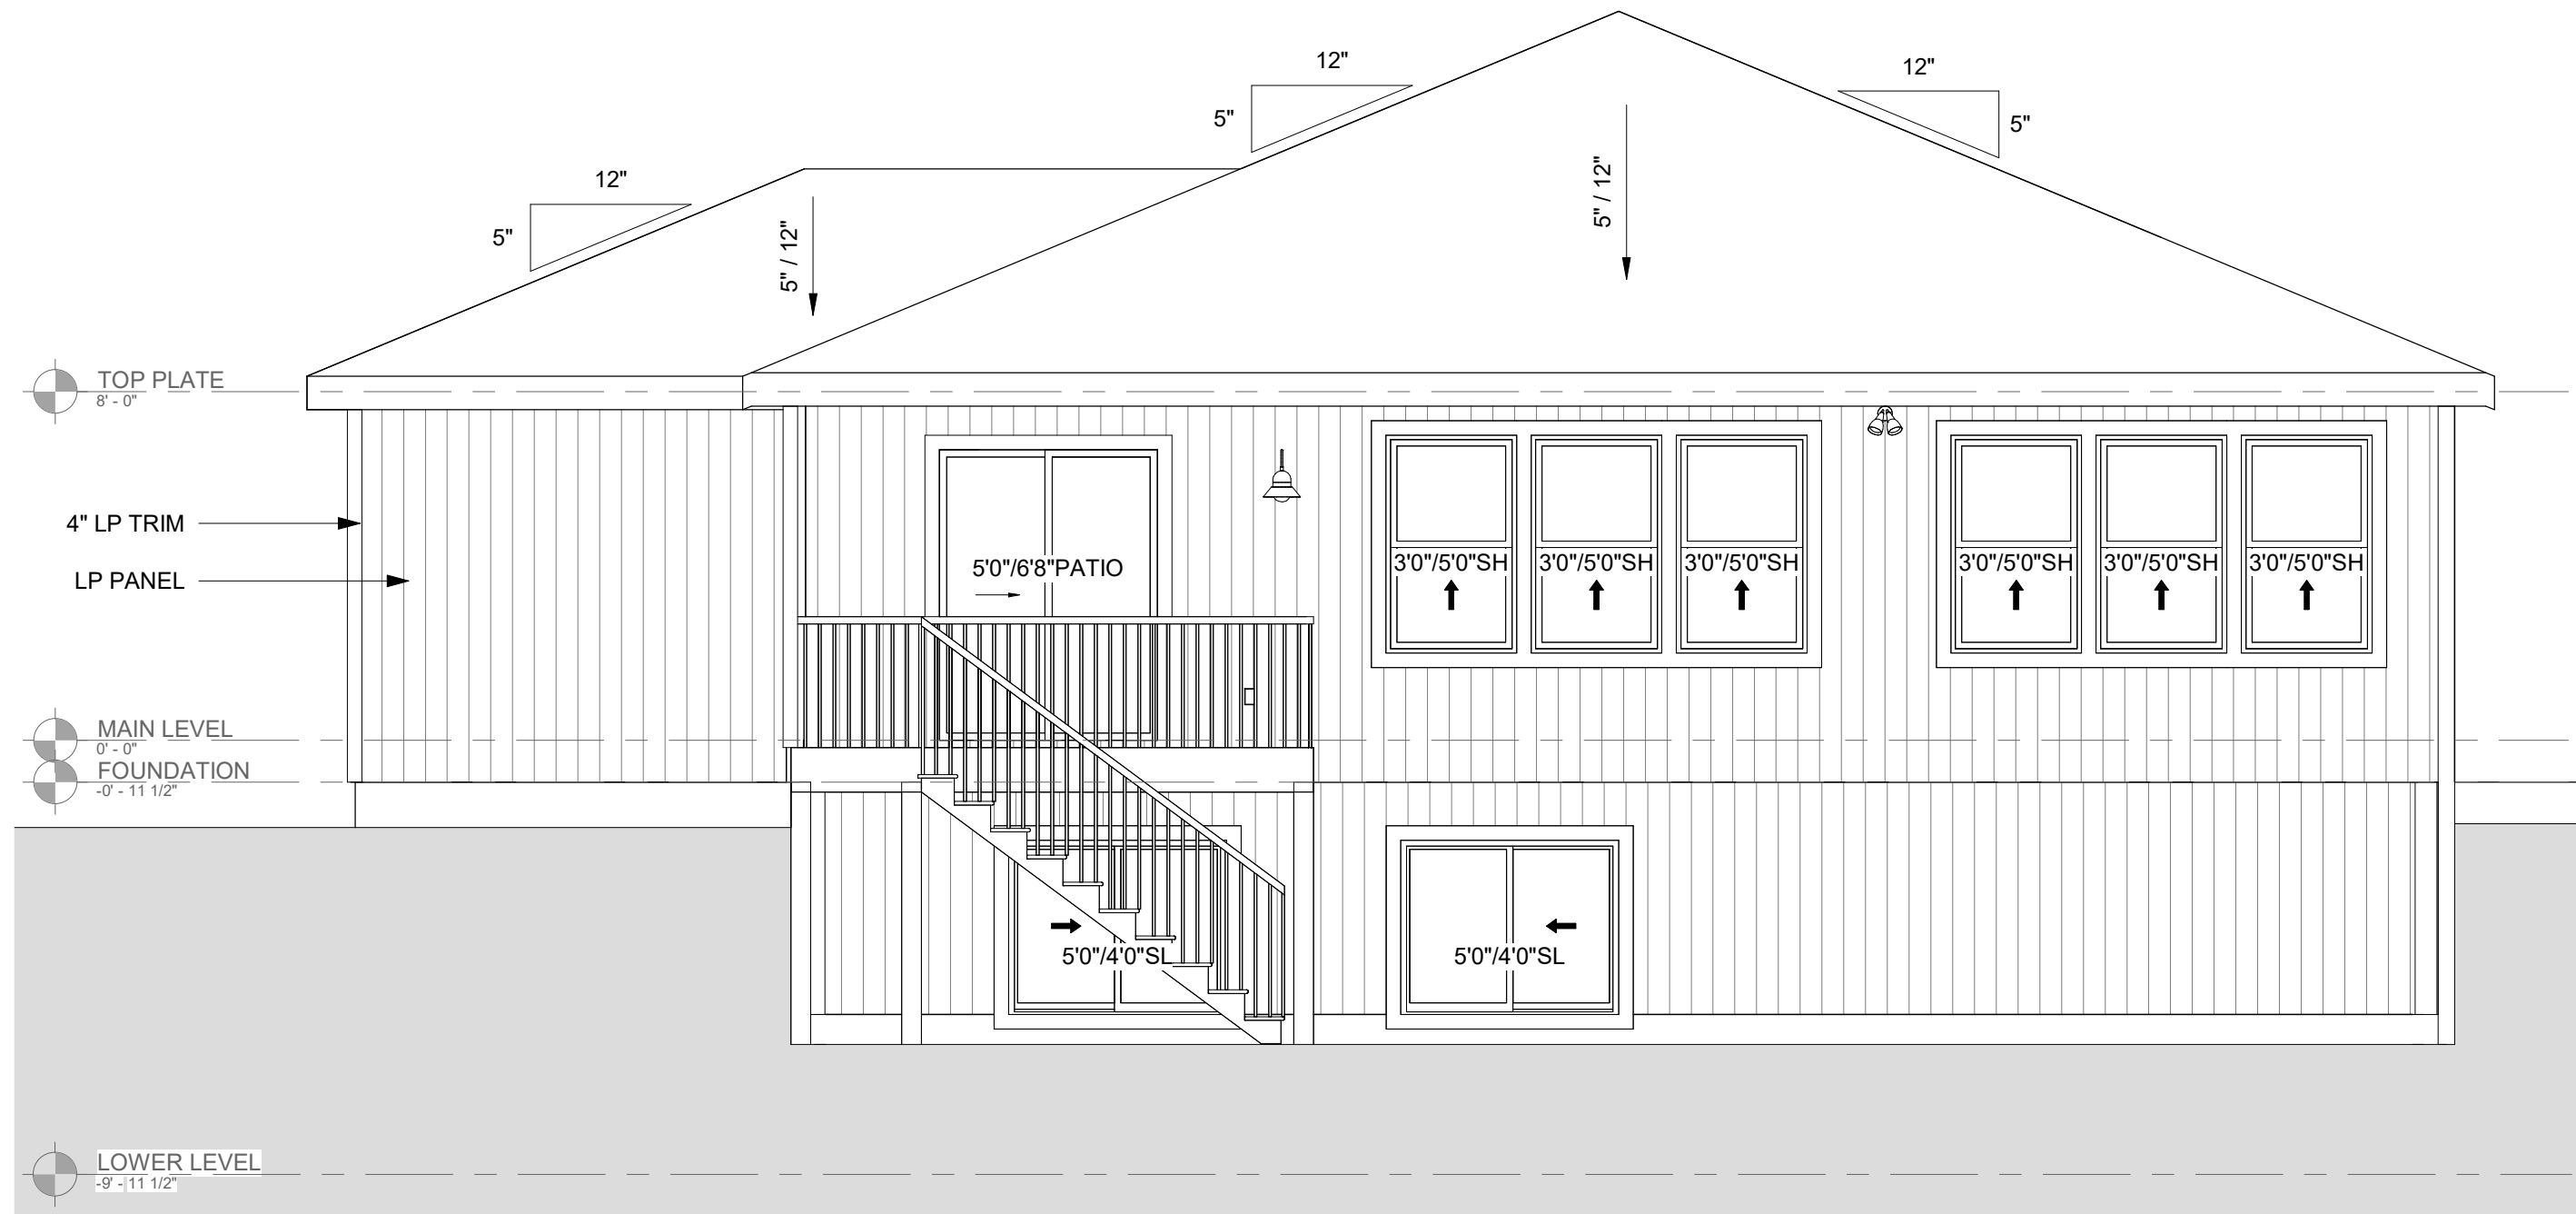 12"
5"
12"
5"
12"
5"
5" / 12"
5" / 12"
TOP PLATE
8' - 0"
4" LP TRIM
LP PANEL
5'0"/6'8"PATIO
3'0"/5'0"SH
3'0"/5'0"SH
3'0"/5'0"SH
3'0"/5'0"SH
3'0"/5'0"SH
3'0"/5'0"SH
MAIN LEVEL
0' - 0"
FOUNDATION
-0' - 11 1/2"
5'0"/4'0"SL
5'0"/4'0"SL
LOWER LEVEL
-9' - 11 1/2"